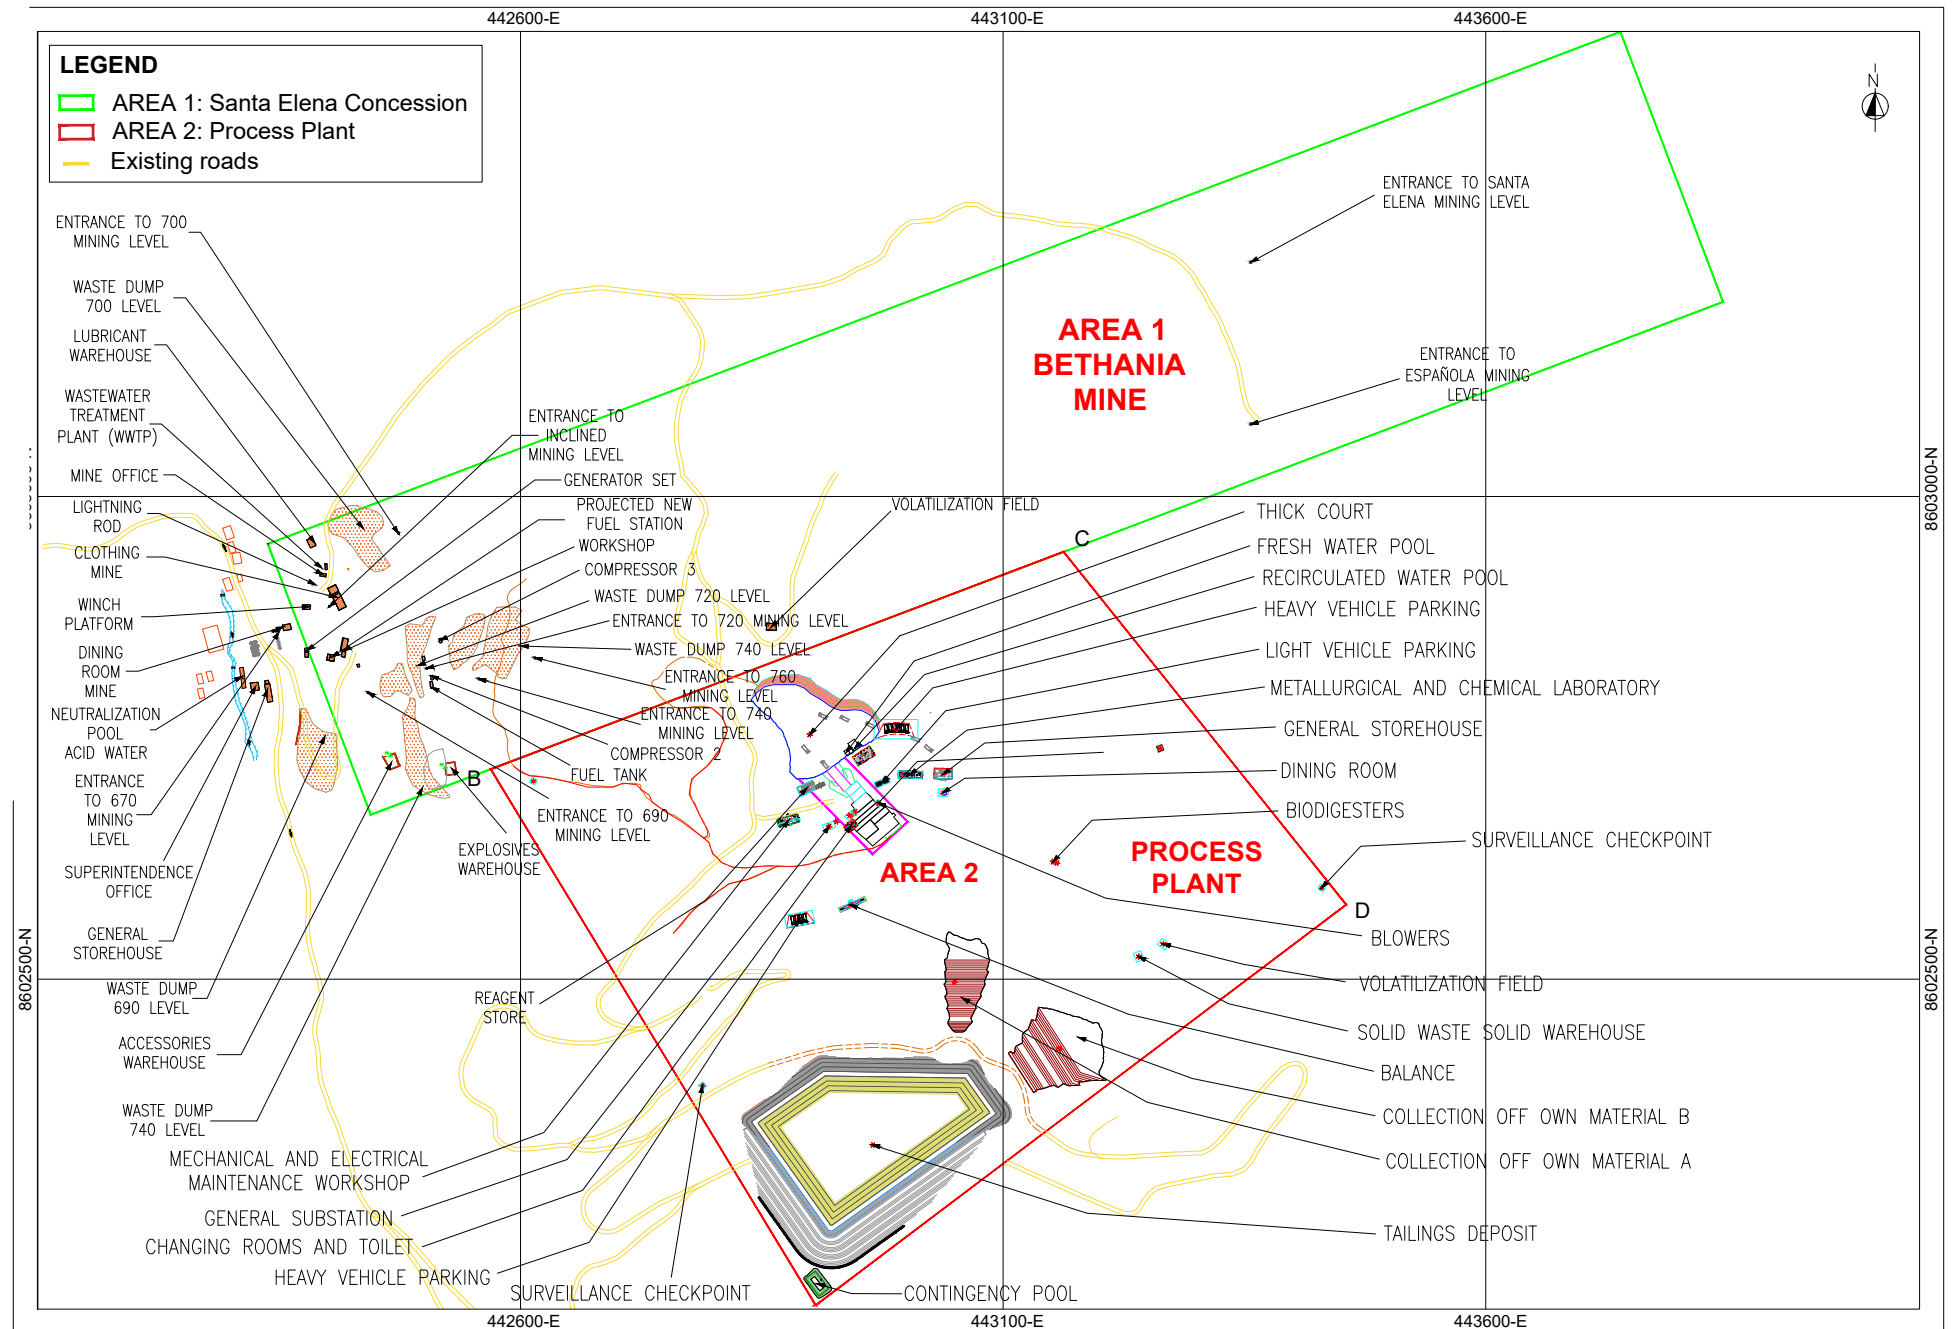 442600-E
443100-E
443600-E
LEGEND
AREA 1: Santa Elena Concession
AREA 2: Process Plant
Existing roads
N
ENTRANCE TO SANTA
ELENA MINING LEVEL
ENTRANCE TO 700
MINING LEVEL
WASTE DUMP
700 LEVEL
LUBRICANT
WAREHOUSE
WASTEWATER
TREATMENT
PLANT (WWTP)
MINE OFFICE
LIGHTNING
ROD
CLOTHING
MINE
WINCH
PLATFORM
DINING
ROOM
MINE
NEUTRALIZATION
POOL
ACID WATER
ENTRANCE
TO 670
MINING
LEVEL
SUPERINTENDENCE
OFFICE
GENERAL
STOREHOUSE
WASTE DUMP
690 LEVEL
ACCESSORIES
WAREHOUSE
WASTE DUMP
740 LEVEL
AREA 1
BETHANIA
MINE
ENTRANCE TO
ESPAÑOLA MINING
LEVEL
ENTRANCE TO
INCLINED
MINING LEVEL
GENERATOR SET
PROJECTED NEW
FUEL STATION
WORKSHOP
COMPRESSOR 3
WASTE DUMP 720 LEVEL
ENTRANCE TO 720 MINING LEVEL
WASTE DUMP 740 LEVEL
ENTRANCE TO 760
MINING LEVEL
ENTRANCE TO 740
MINING LEVEL
COMPRESSOR 2
FUEL TANK
ENTRANCE TO 690
MINING LEVEL
EXPLOSIVES
WAREHOUSE
VOLATILIZATION FIELD
8603000-N
C
THICK COURT
FRESH WATER POOL
RECIRCULATED WATER POOL
HEAVY VEHICLE PARKING
LIGHT VEHICLE PARKING
METALLURGICAL AND CHEMICAL LABORATORY
GENERAL STOREHOUSE
DINING ROOM
BIODIGESTERS
SURVEILLANCE CHECKPOINT
B
AREA 2
PROCESS
PLANT
D
BLOWERS
VOLATILIZATION FIELD
SOLID WASTE SOLID WAREHOUSE
BALANCE
COLLECTION OFF OWN MATERIAL B
COLLECTION OFF OWN MATERIAL A
TAILINGS DEPOSIT
8602500-N
8602500-N
REAGENT
STORE
MECHANICAL AND ELECTRICAL
MAINTENANCE WORKSHOP
GENERAL SUBSTATION
CHANGING ROOMS AND TOILET
HEAVY VEHICLE PARKING
SURVEILLANCE CHECKPOINT
CONTINGENCY POOL
442600-E
443100-E
443600-E